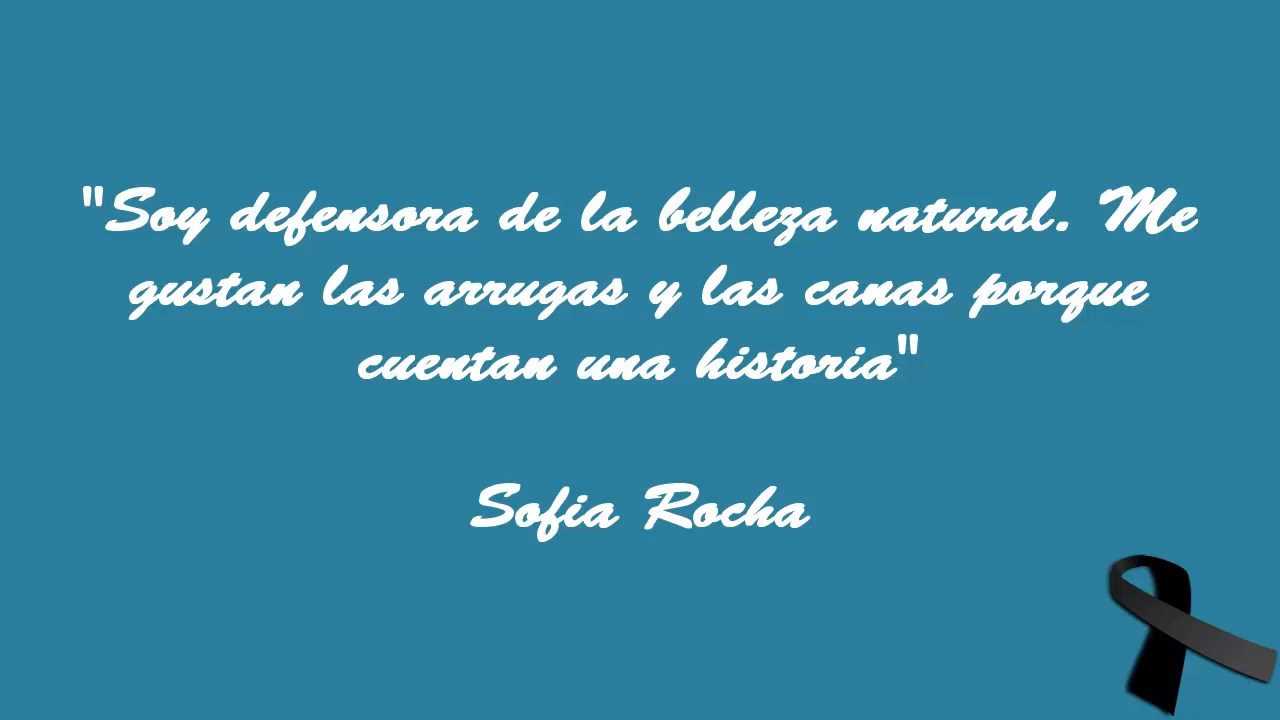 "Soy defensora de la belleza natural. Me
gustan las arrugas y las canas porque
cuentan una historia"
Sofia Rocha